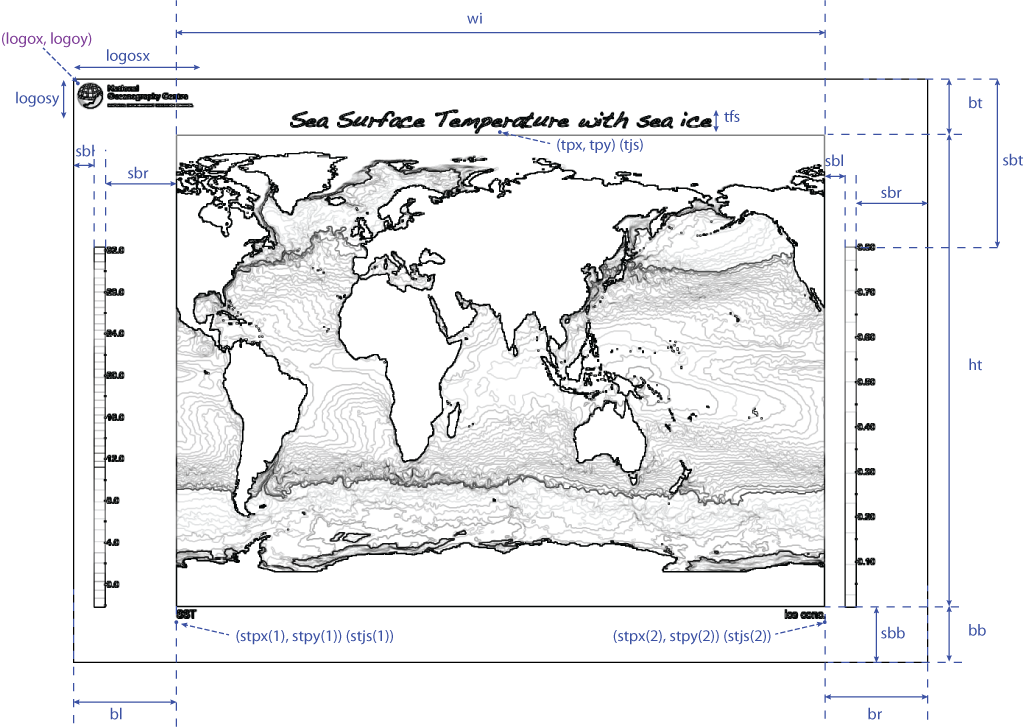 wi
(logox, logoy)
logosx
logosy
National
Oceanography Centre
Sea Surface Temperature with sea ice
tfs
bt
(tpx, tpy) (tjs)
sbl
sbl
sbt
sbr
sbr
32.0
28.0
24.0
20.0
16.0
12.0
8.0
4.0
0.0
0.80
0.70
0.60
0.50
0.40
0.30
0.20
0.10
ht
SST
Ice conc.
(stpx(1), stpy(1)) (stjs(1))
(stpx(2), stpy(2)) (stjs(2))
sbb
bb
bl
br